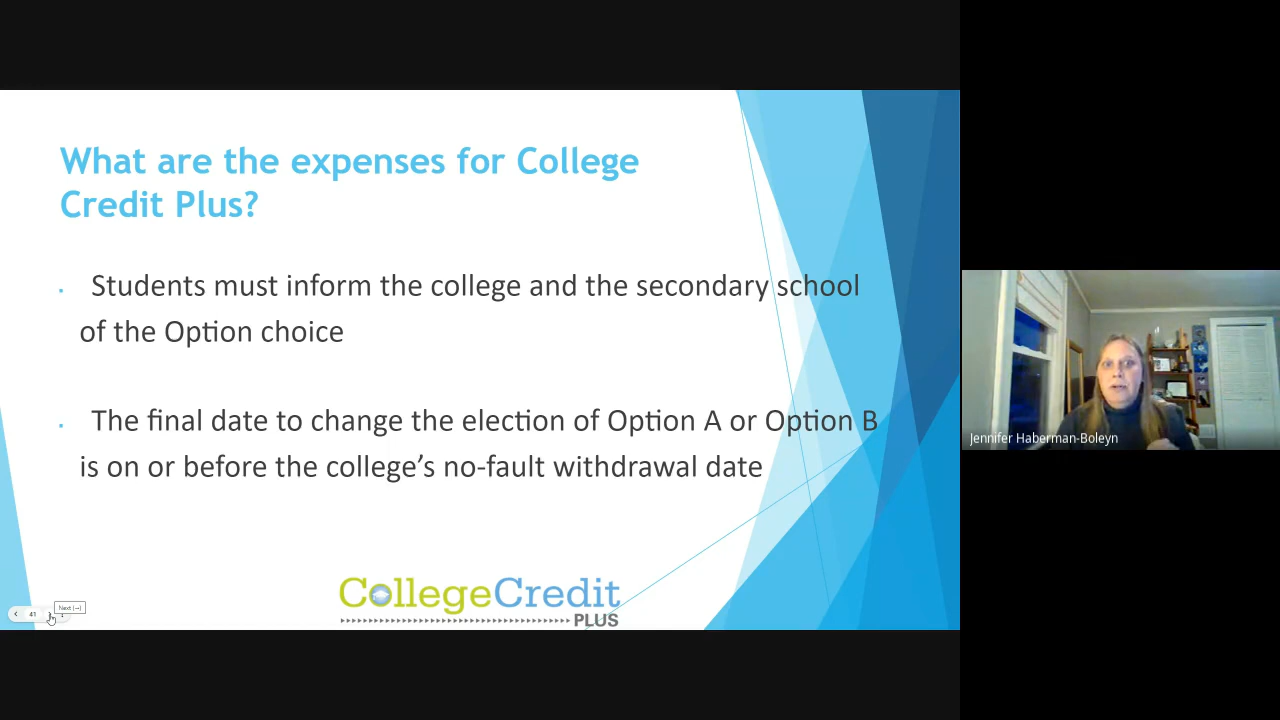 What are the expenses for College
Credit Plus?
Students must inform the college and the secondary school
of the Option choice
The final date to change the election of Option A or Option B
is on or before the college’s no-fault withdrawal date
CollegeCredit
PLUS
Next (→)
41
Jennifer Haberman-Boleyn